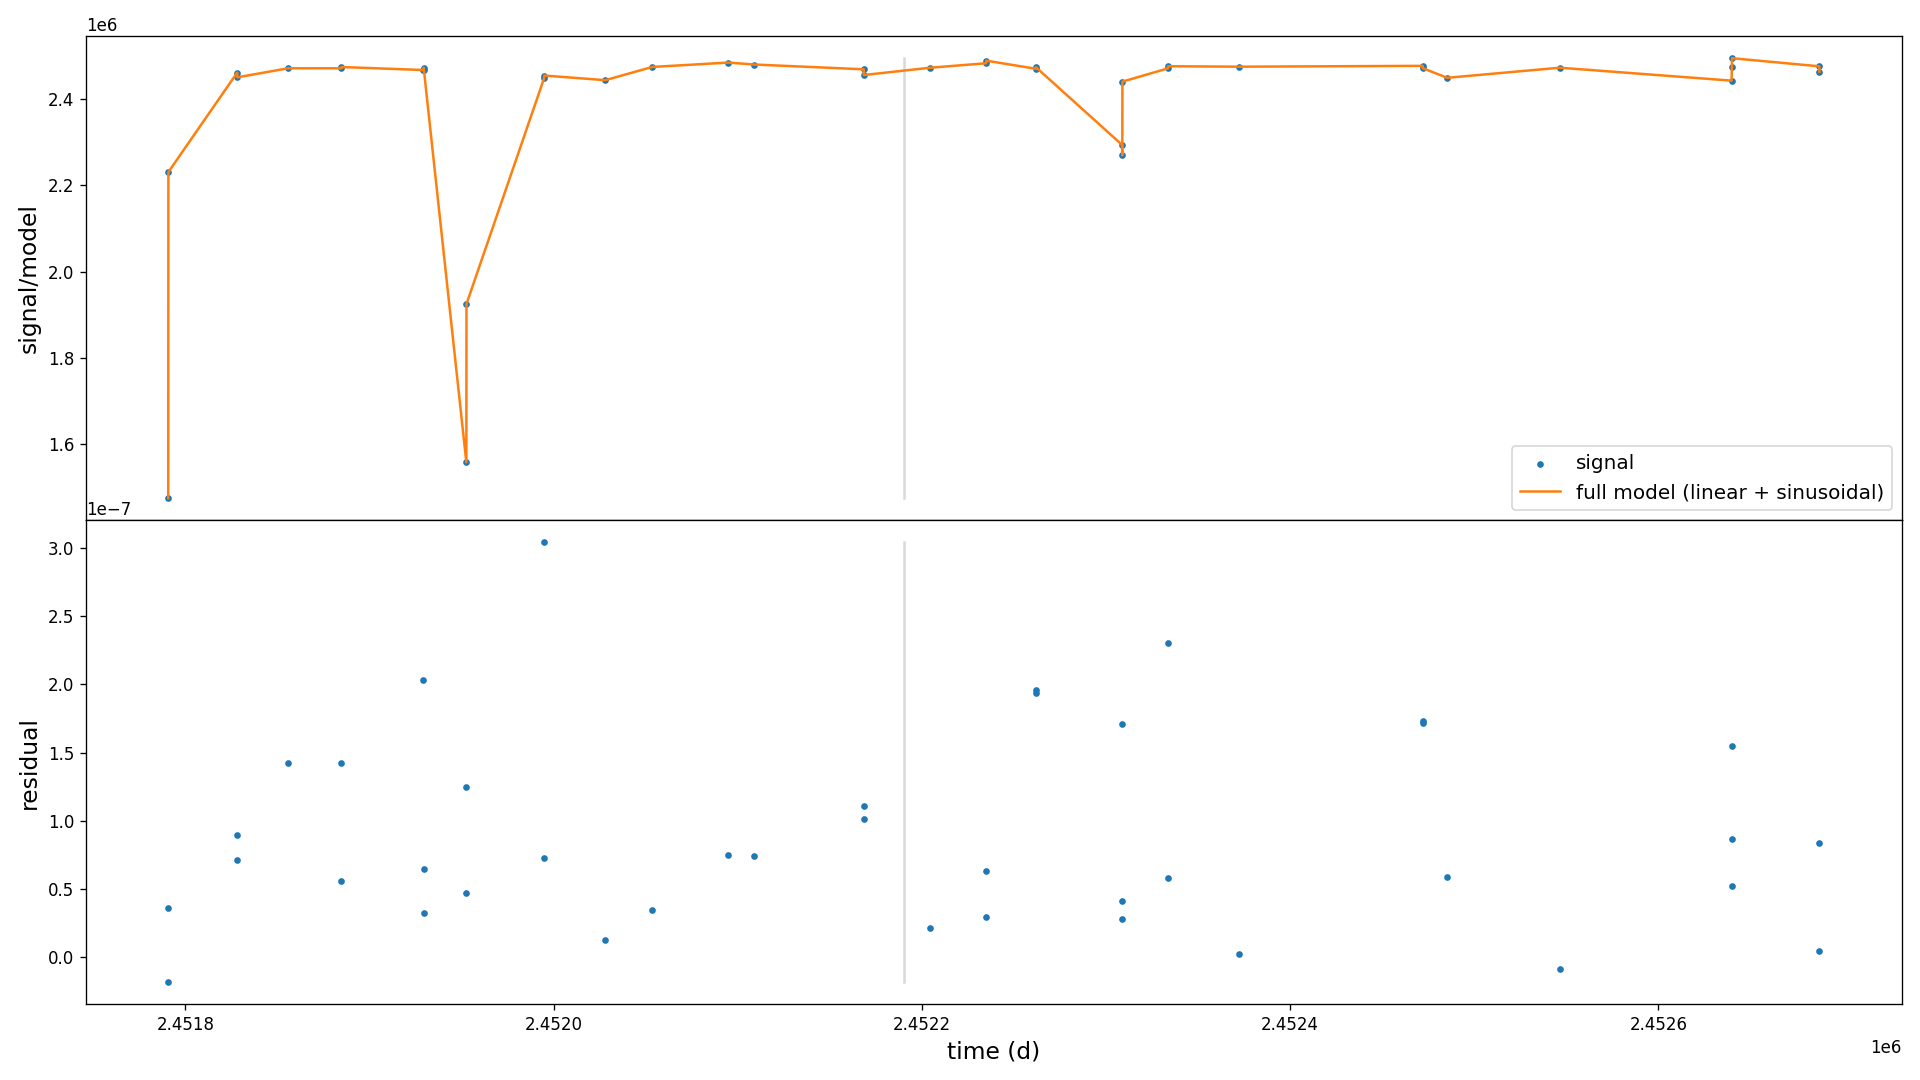 1e6
2.4
2.2
2.0
1.8
1.6
signal/model
signal
full model (linear + sinusoidal)
1e−7
3.0
2.5
2.0
1.5
1.0
0.5
0.0
residual
2.4518
2.4520
2.4522
2.4524
2.4526
time (d)
1e6